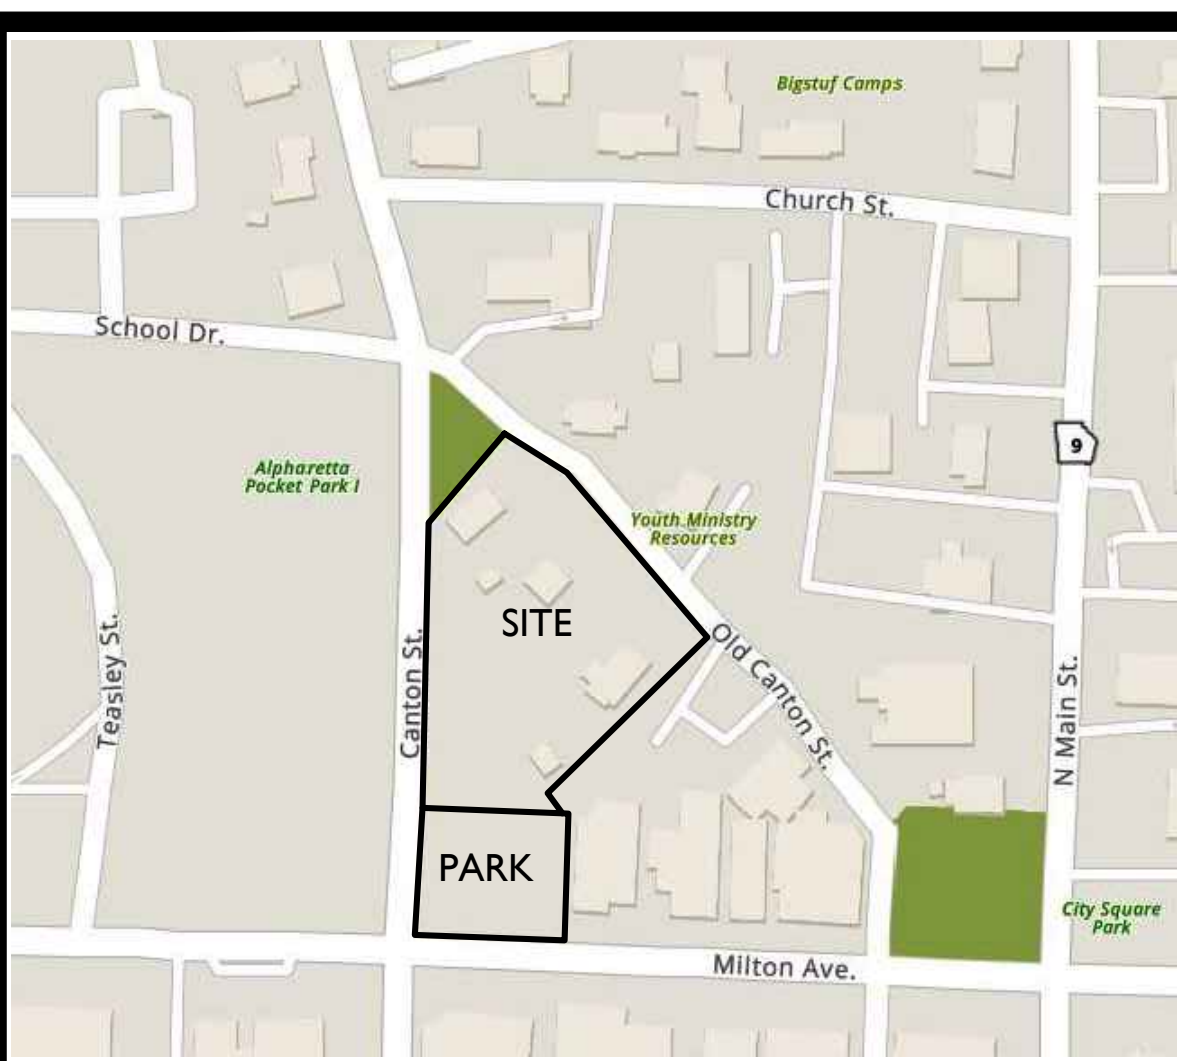 Bigstuf Camps
Church St.
School Dr.
9
Alpharetta
Pocket Park I
Youth Ministry
Resources
SITE
Old Canton St.
Teasley St.
Canton St.
N Main St.
PARK
City Square
Park
Milton Ave.